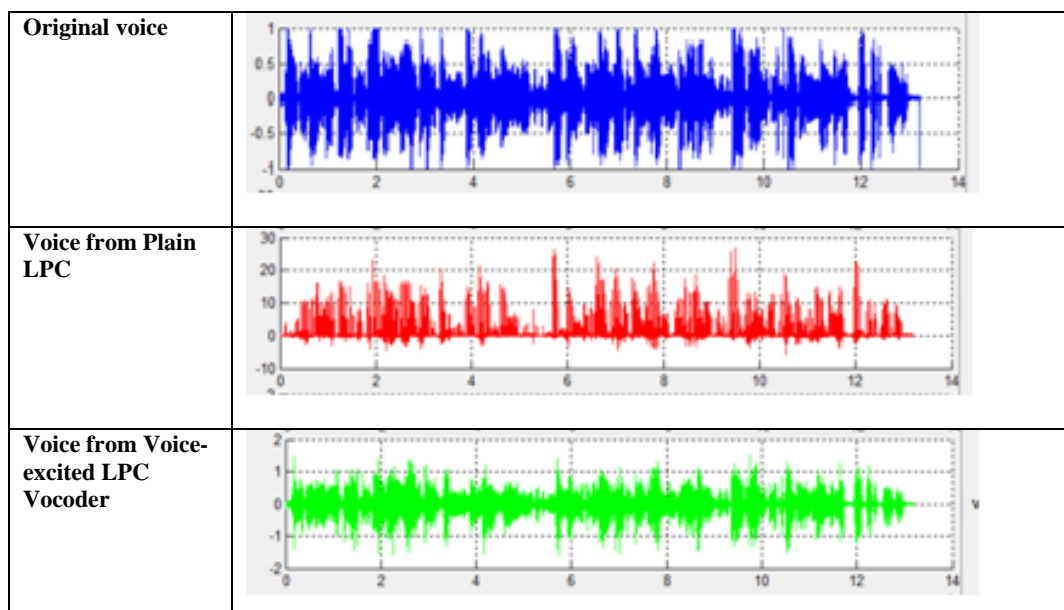 Original voice
1
0.5
0
-0.5
-1
0 2 4 6 8 10 12 14
Voice from Plain
LPC
30
20
10
0
-10
0 2 4 6 8 10 12 14
Voice from Voice-
excited LPC
Vocoder
2
1
0
-1
-2
0 2 4 6 8 10 12 14